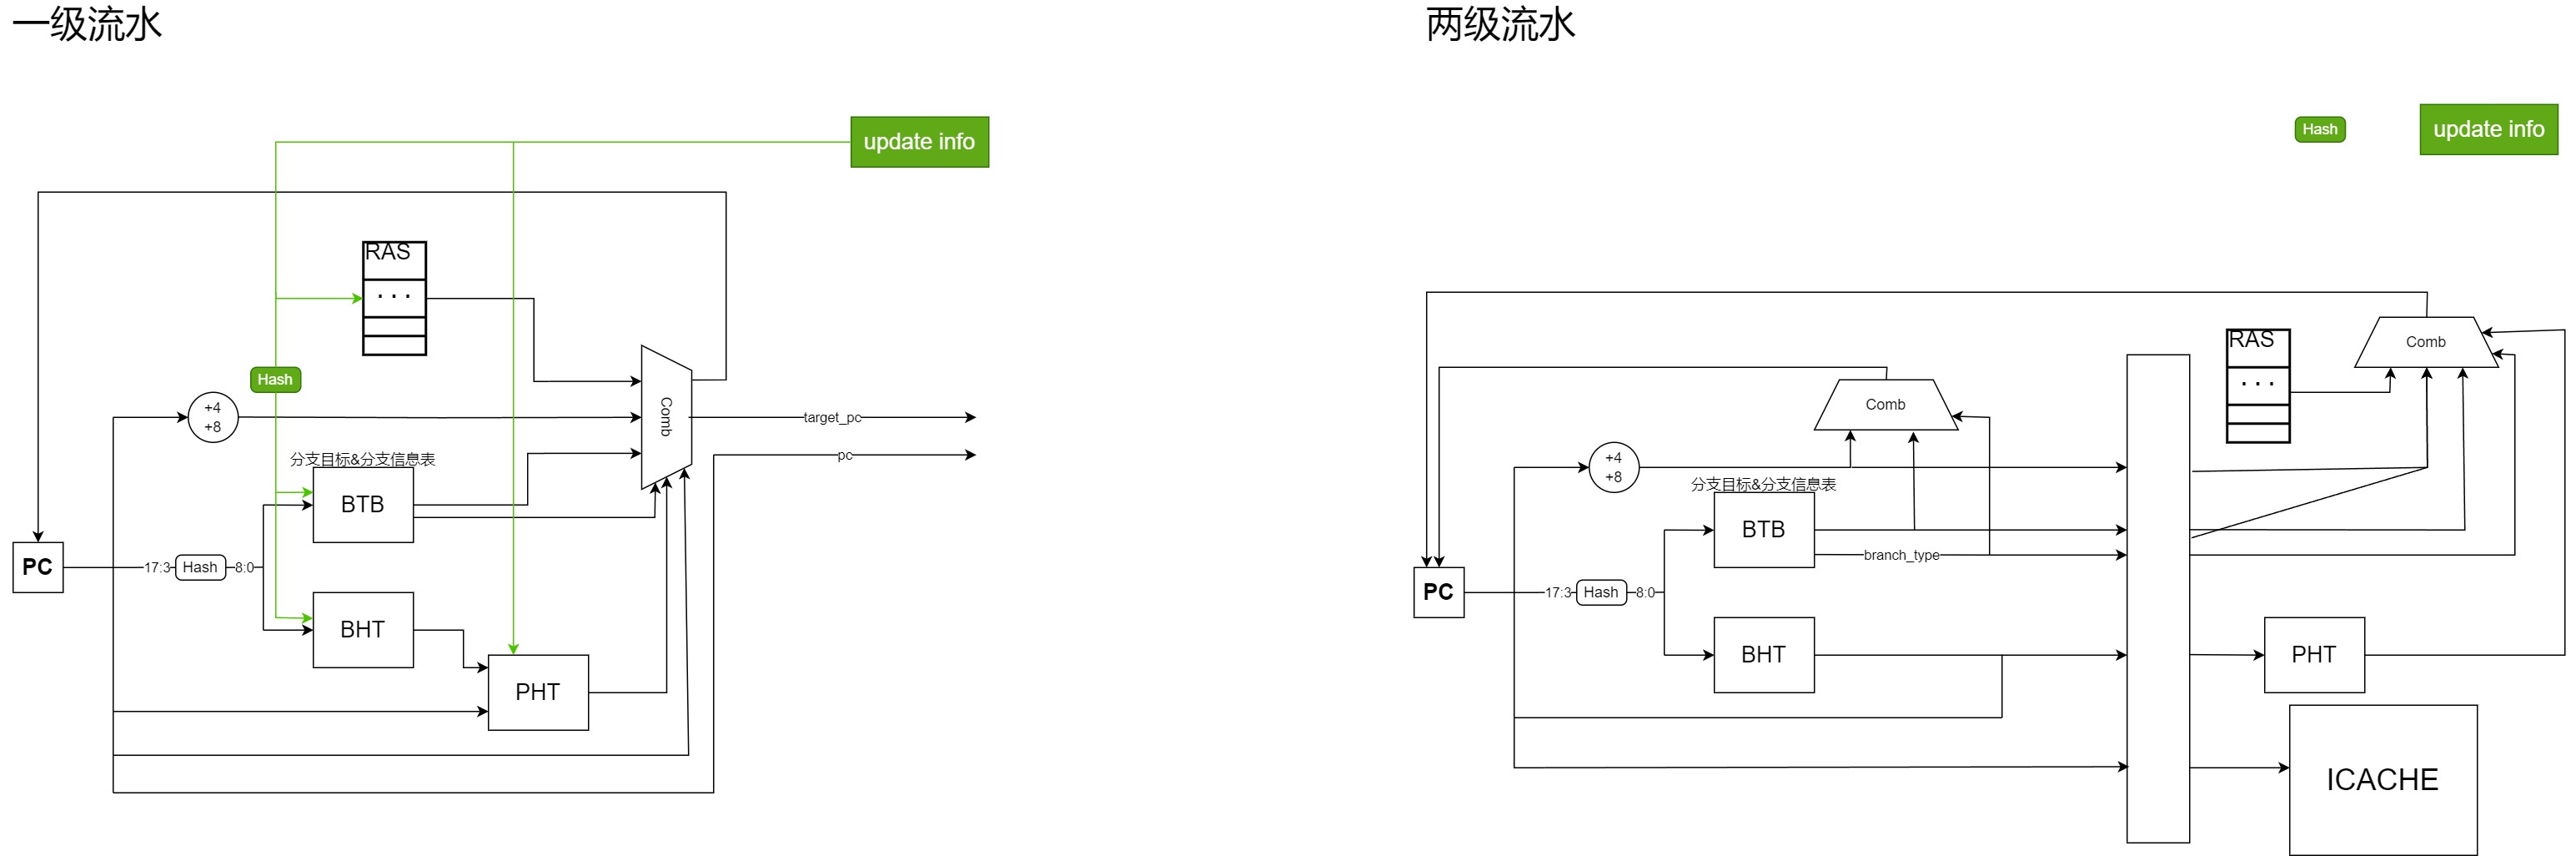 一级流水
update info
RAS
...
Hash
+4
+8
Comb
target_pc
pc
分支目标&分支信息表
BTB
PC
17:3
Hash
8:0
BHT
PHT
两级流水
Hash
update info
RAS
...
Comb
Comb
+4
+8
分支目标&分支信息表
BTB
branch_type
PC
17:3
Hash
8:0
BHT
PHT
ICACHE